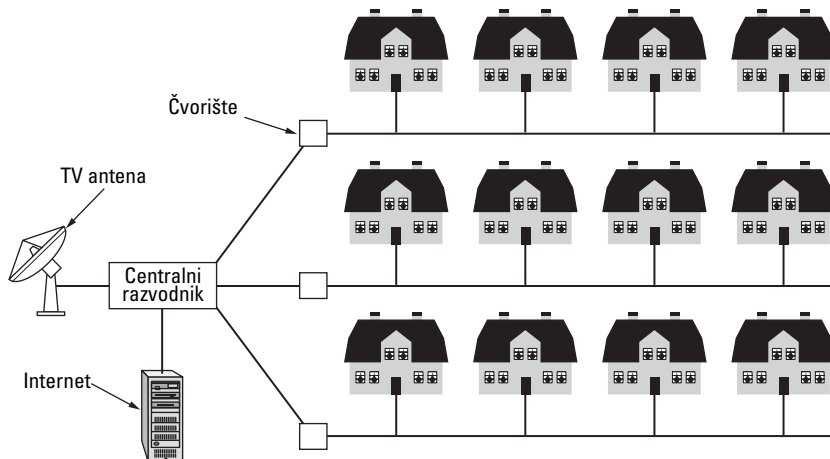 Čvorište
TV antena
Centralni
razvodnik
Internet